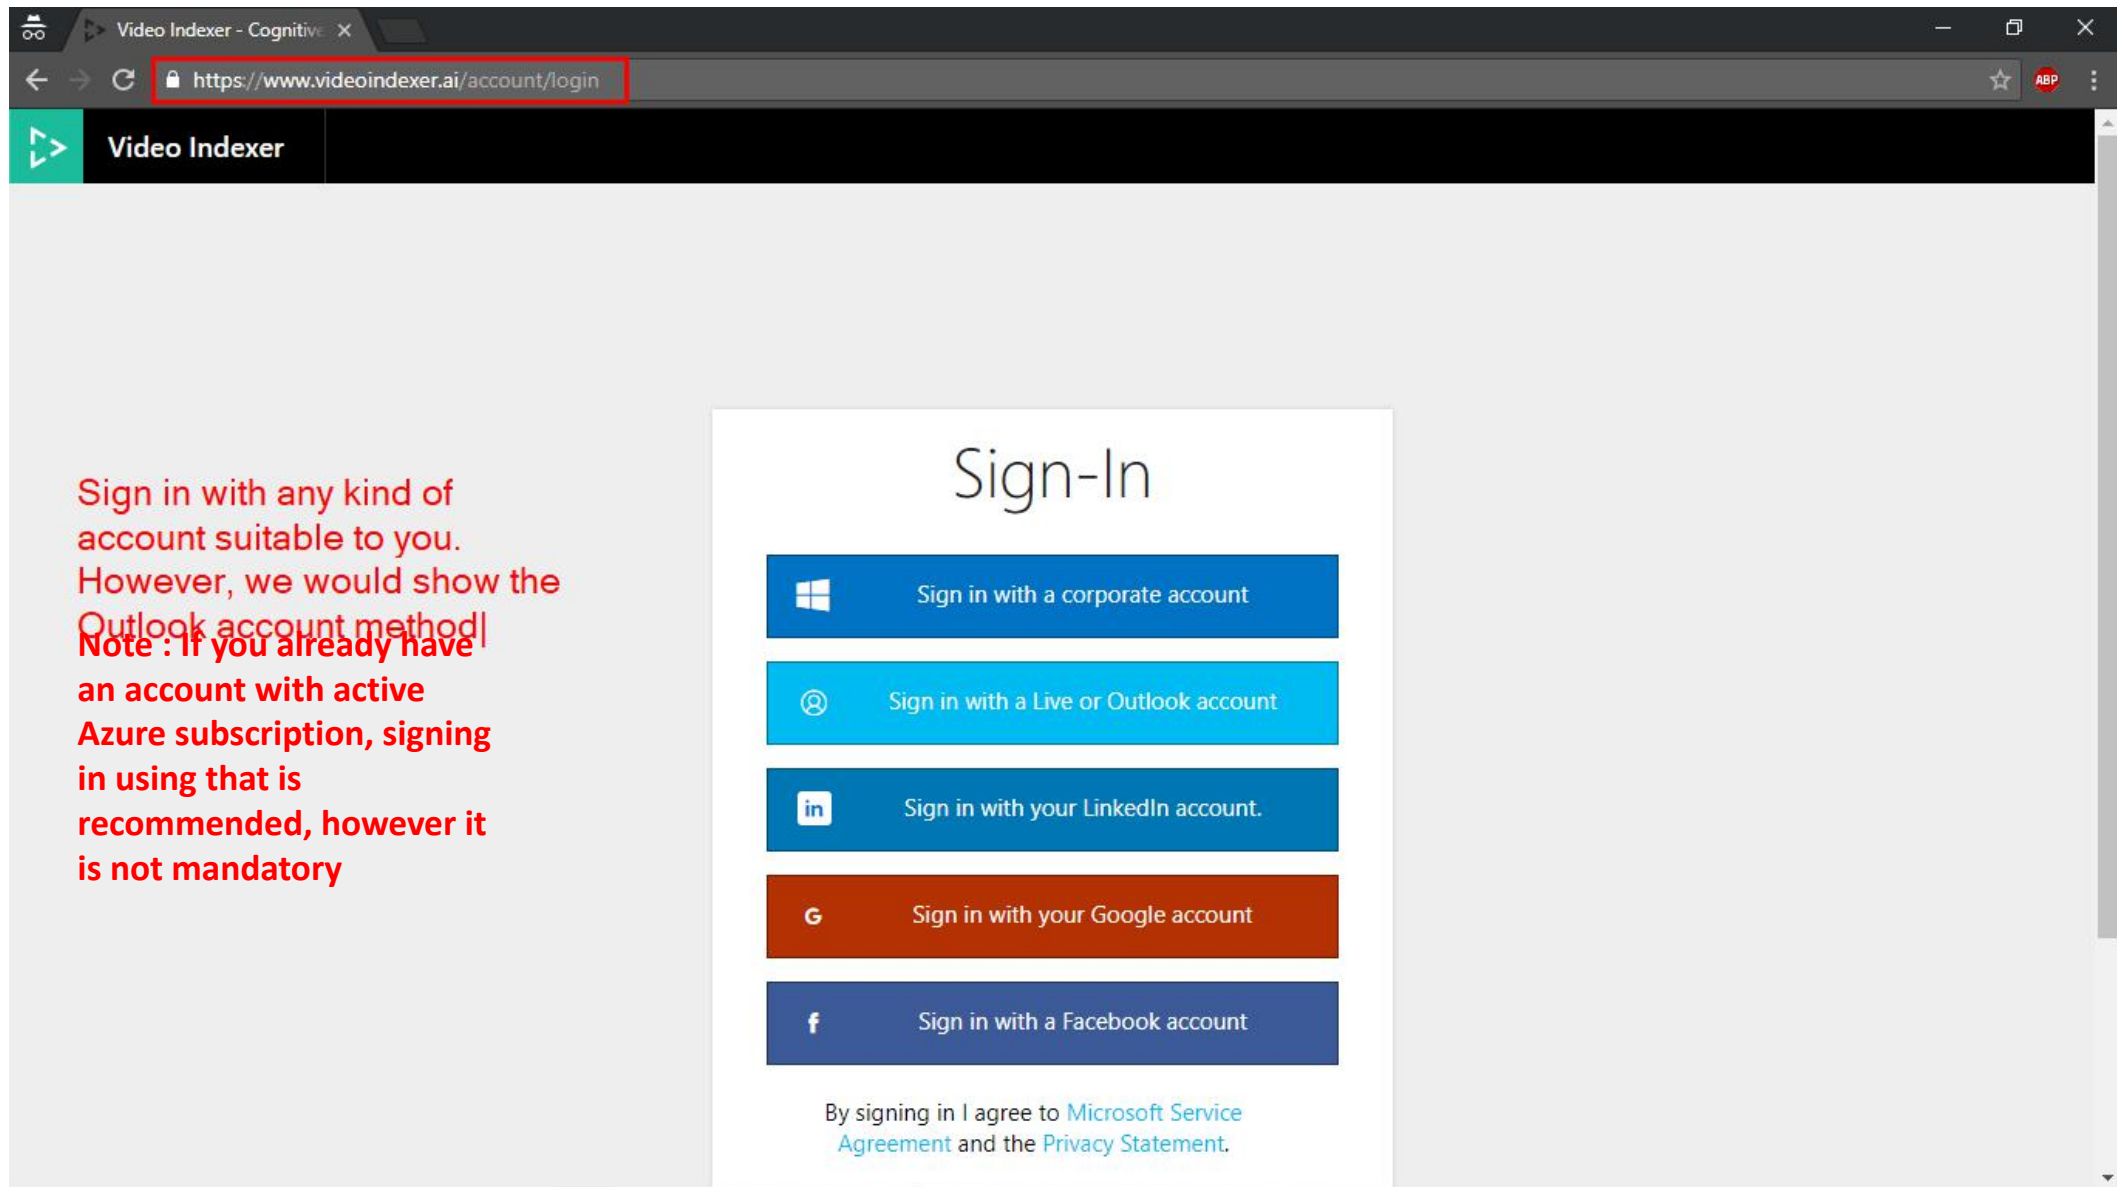 Video Indexer - Cognitive
https://www.videoindexer.ai/account/login
ABP
Video Indexer
Sign-In
Sign in with any kind of
account suitable to you.
However, we would show the
Outlook account method|
Note : If you already have
an account with active
Azure subscription, signing
in using that is
recommended, however it
is not mandatory
Sign in with a corporate account
Sign in with a Live or Outlook account
in Sign in with your LinkedIn account.
G Sign in with your Google account
f Sign in with a Facebook account
By signing in I agree to Microsoft Service
Agreement and the Privacy Statement.